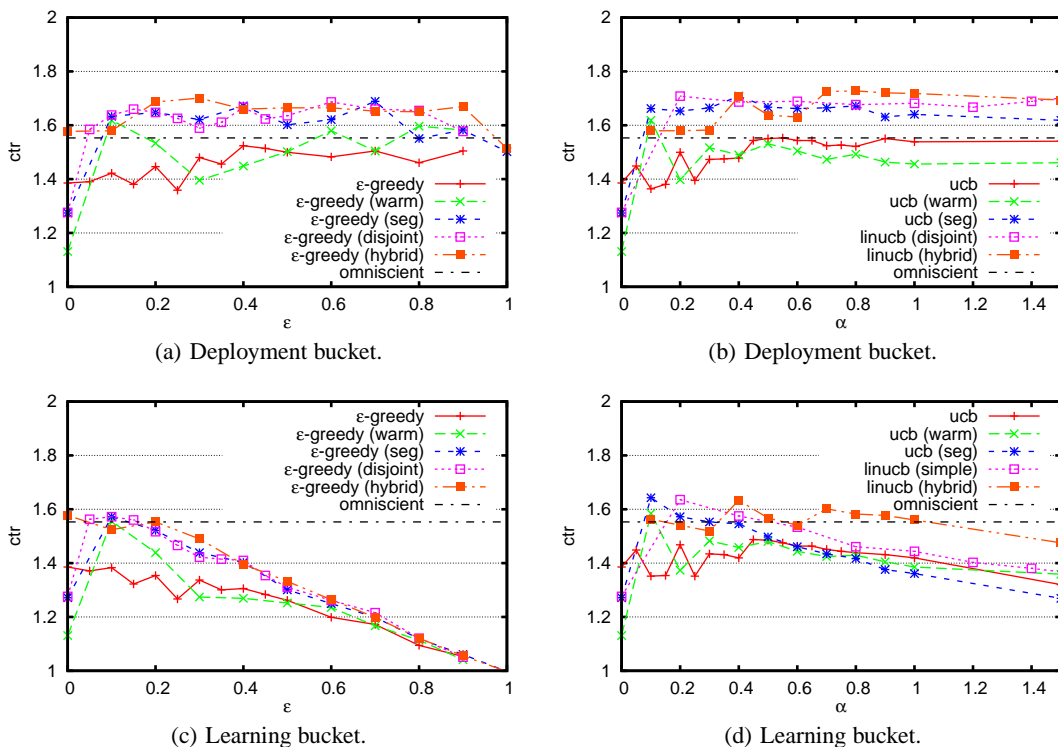 2
1.8
1.6
1.4
1.2
1
ctr
0 0.2 0.4 0.6 0.8 1
ε
ε-greedy
ε-greedy (warm)
ε-greedy (seg)
ε-greedy (disjoint)
ε-greedy (hybrid)
omniscient
(a) Deployment bucket.
2
1.8
1.6
1.4
1.2
1
ctr
0 0.2 0.4 0.6 0.8 1 1.2 1.4
α
ucb
ucb (warm)
ucb (seg)
linucb (disjoint)
linucb (hybrid)
omniscient
(b) Deployment bucket.
2
1.8
1.6
1.4
1.2
1
ctr
0 0.2 0.4 0.6 0.8 1
ε
ε-greedy
ε-greedy (warm)
ε-greedy (seg)
ε-greedy (disjoint)
ε-greedy (hybrid)
omniscient
(c) Learning bucket.
2
1.8
1.6
1.4
1.2
1
ctr
0 0.2 0.4 0.6 0.8 1 1.2 1.4
α
ucb
ucb (warm)
ucb (seg)
linucb (simple)
linucb (hybrid)
omniscient
(d) Learning bucket.